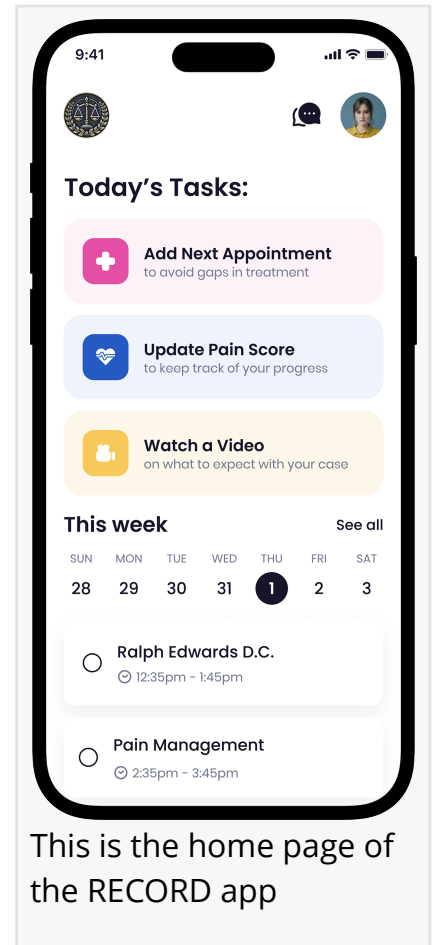 9:41
Today's Tasks:
Add Next Appointment
to avoid gaps in treatment
Update Pain Score
to keep track of your progress
Watch a Video
on what to expect with your case
This week See all
SUN MON TUE WED THU FRI SAT
28 29 30 31 1 2 3
Ralph Edwards D.C.
12:35pm - 1:45pm
Pain Management
2:35pm - 3:45pm
This is the home page of
the RECORD app